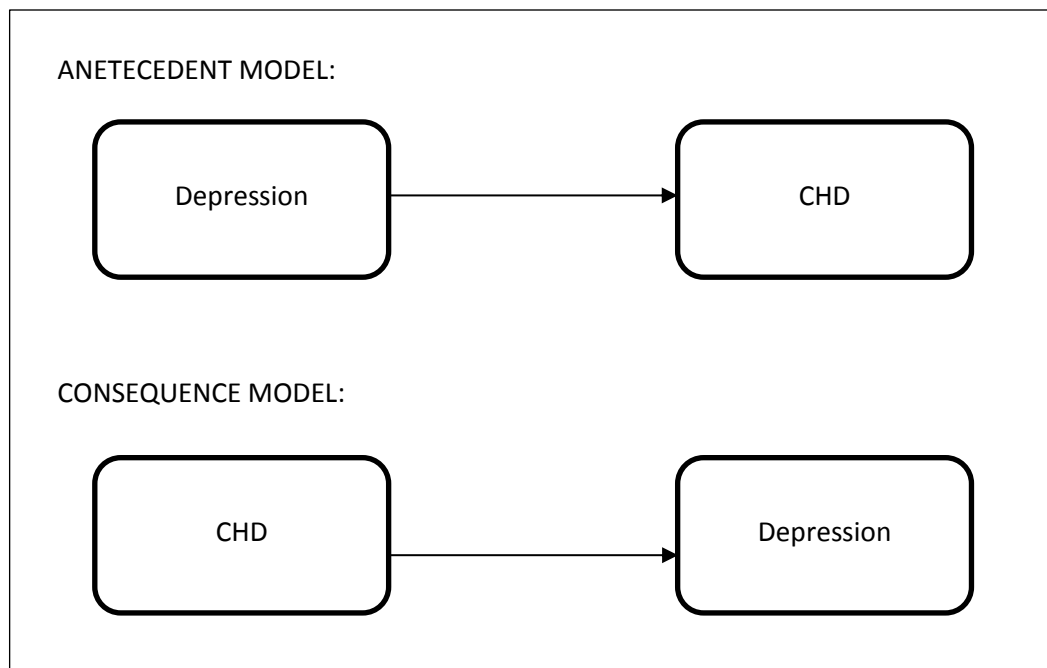 ANETECEDENT MODEL:
Depression
CHD
CONSEQUENCE MODEL:
CHD
Depression